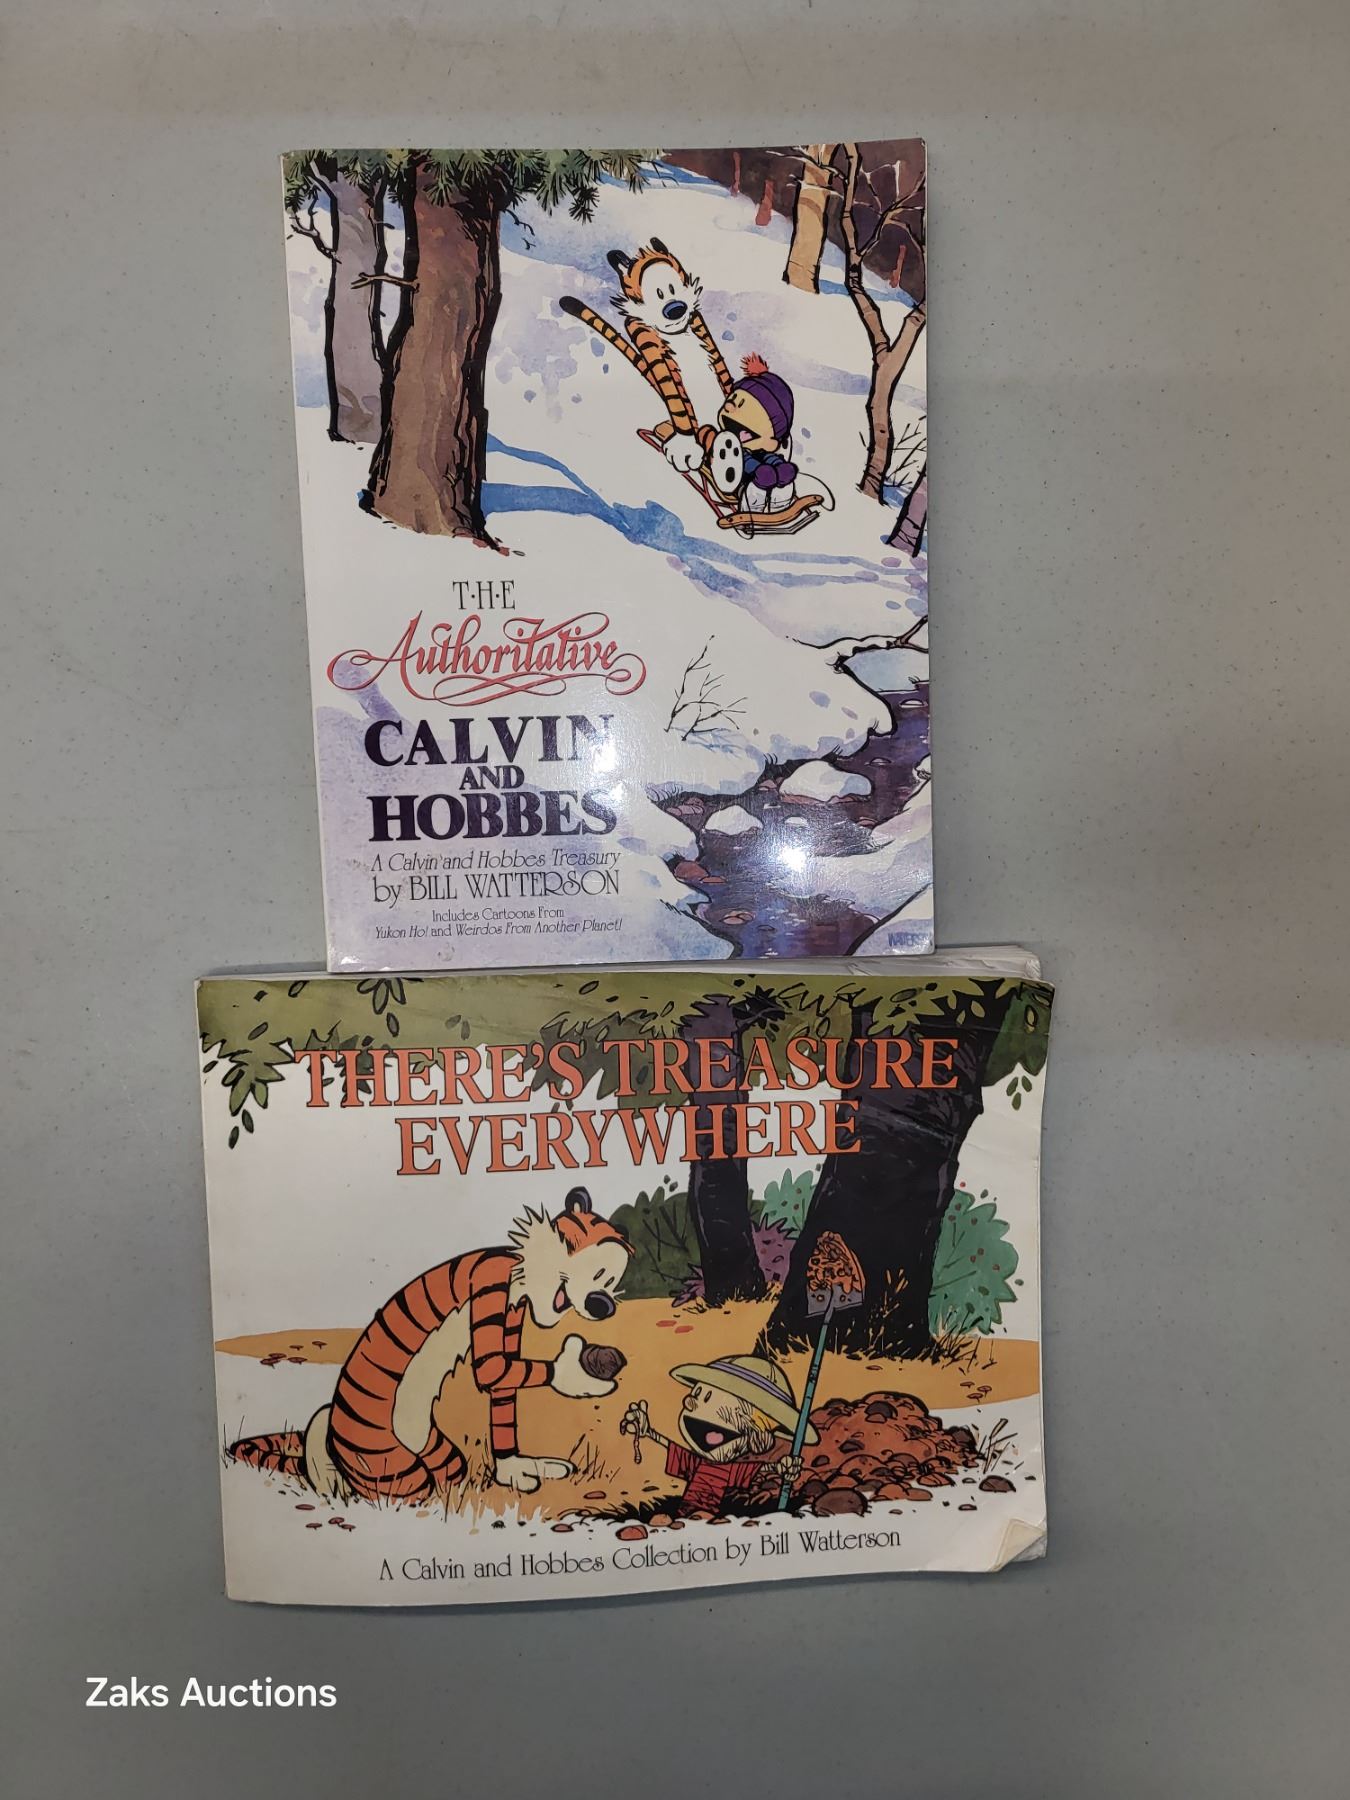 T·H·E
Authoritative
CALVIN
AND
HOBBES
A Calvin and Hobbes Treasury
by BILL WATTERSON
Includes Cartoons From
Yukon Ho! and Weirdos From Another Planet!
THERE'S TREASURE
EVERYWHERE
A Calvin and Hobbes Collection by Bill Watterson
Zaks Auctions